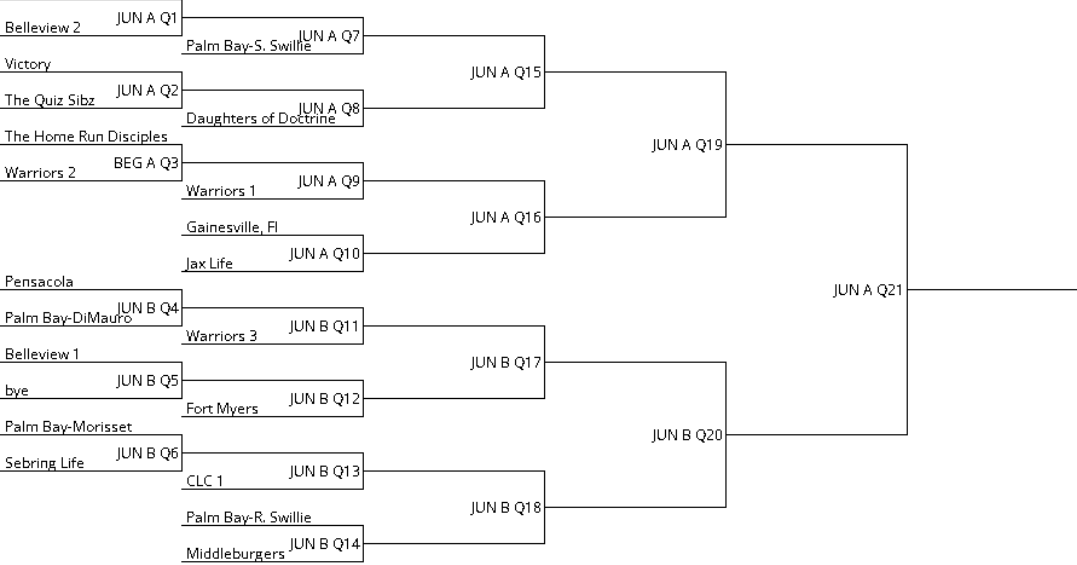 JUN A Q1
Belleview 2
JUN A Q7
Palm Bay-S. Swillie
Victory
JUN A Q15
JUN A Q2
The Quiz Sibz
JUN A Q8
Daughters of Doctrine
The Home Run Disciples
JUN A Q19
BEG A Q3
Warriors 2
JUN A Q9
Warriors 1
JUN A Q16
Gainesville, Fl
JUN A Q10
Jax Life
Pensacola
JUN A Q21
JUN B Q4
Palm Bay-DiMauro
JUN B Q11
Warriors 3
Belleview 1
JUN B Q17
JUN B Q5
bye
JUN B Q12
Fort Myers
Palm Bay-Morisset
JUN B Q20
JUN B Q6
Sebring Life
JUN B Q13
CLC 1
JUN B Q18
Palm Bay-R. Swillie
JUN B Q14
Middleburgers